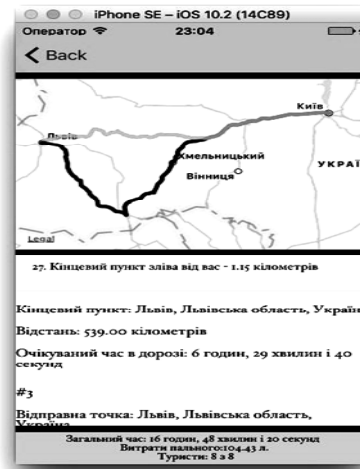 iPhone SE – iOS 10.2 (14C89)
Оператор 23:04
Back
Київ
Львів
Хмельницький
Вінниця
УКРАЇ
Legal
27. Кінцевий пункт зліва від вас - 1.15 кілометрів
Кінцевий пункт: Львів, Львівська область, Україн
Відстань: 539.00 кілометрів
Очікуваний час в дорозі: 6 годин, 29 хвилин і 40
секунд
#3
Відправна точка: Львів, Львівська область,
Україна
Загальний час: 16 годин, 48 хвилин і 20 секунд
Витрати пального:104.43 л.
Туристи: 8 з 8